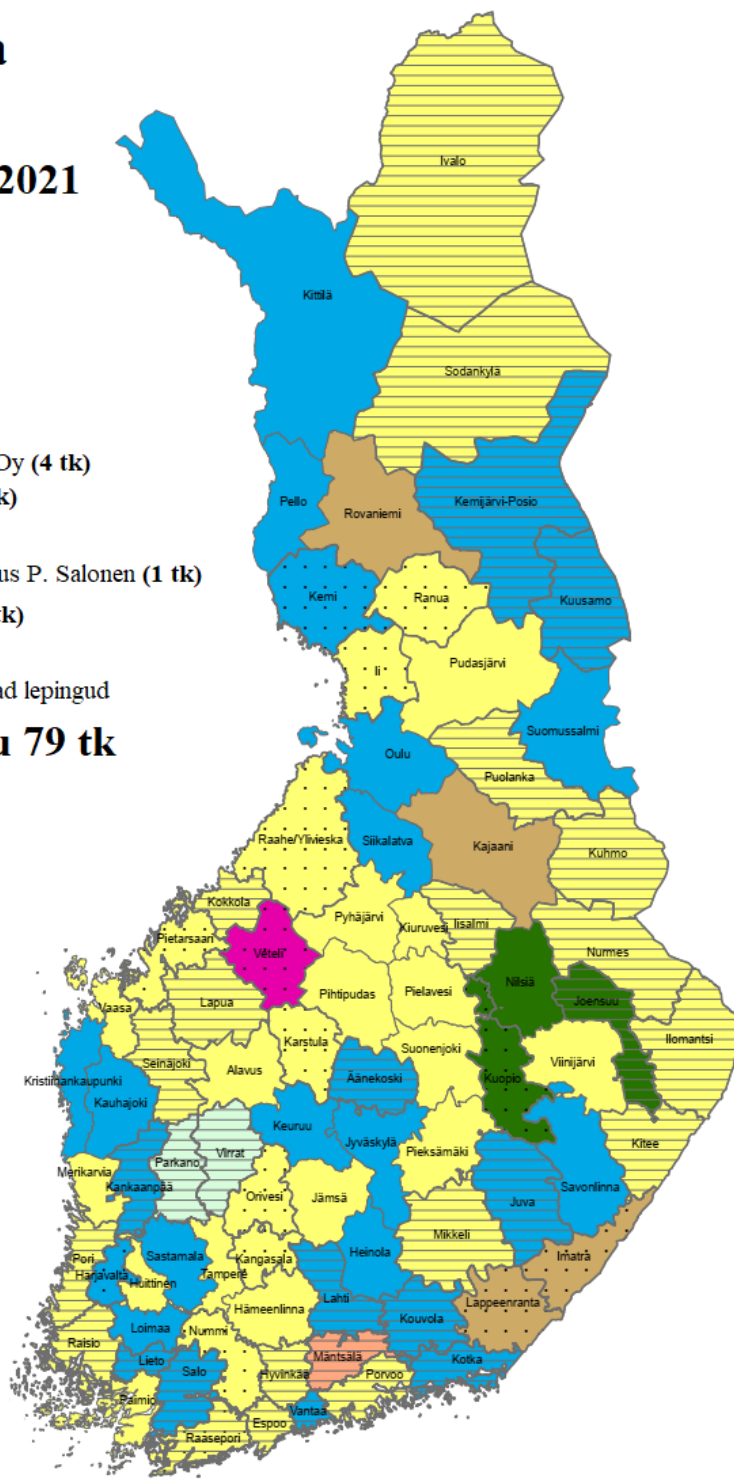 a
2021
Oy (4 tk)
k)
us P. Salonen (1 tk)
tk)
ad lepingud
u 79 tk
Ivalo
Kittilä
Sodankylä
Pello
Rovaniemi
Kemijärvi-Posio
Kemi
Ranua
Kuusamo
Ii
Pudasjärvi
Suomussalmi
Oulu
Puolanka
Raahe/Ylivieska
Siikalatva
Kajaani
Kuhmo
Kokkola
Pyhäjärvi
Kiuruvesi
Iisalmi
Pietarsaari
Veteli
Nilsiä
Nurmes
Vaasa
Lapua
Pihtipudas
Pielavesi
Joensuu
Seinäjoki
Alavus
Karstula
Suonenjoki
Kuopio
Viinijärvi
Ilomantsi
Kristiinankaupunki
Kauhajoki
Äänekoski
Keuruu
Jyväskylä
Pieksämäki
Kitee
Merikarvia
Kankaanpää
Parkano
Virrat
Orivesi
Jämsä
Juva
Savonlinna
Mikkeli
Pori
Harjavalta
Sastamala
Huittinen
Tampere
Kangasala
Heinola
Imatra
Lappeenranta
Hämeenlinna
Lahti
Kouvola
Raisio
Loimaa
Nummi
Lieto
Salo
Hyvinkää
Mäntsälä
Porvoo
Kotka
Paimio
Raasepori
Espoo
Vantaa